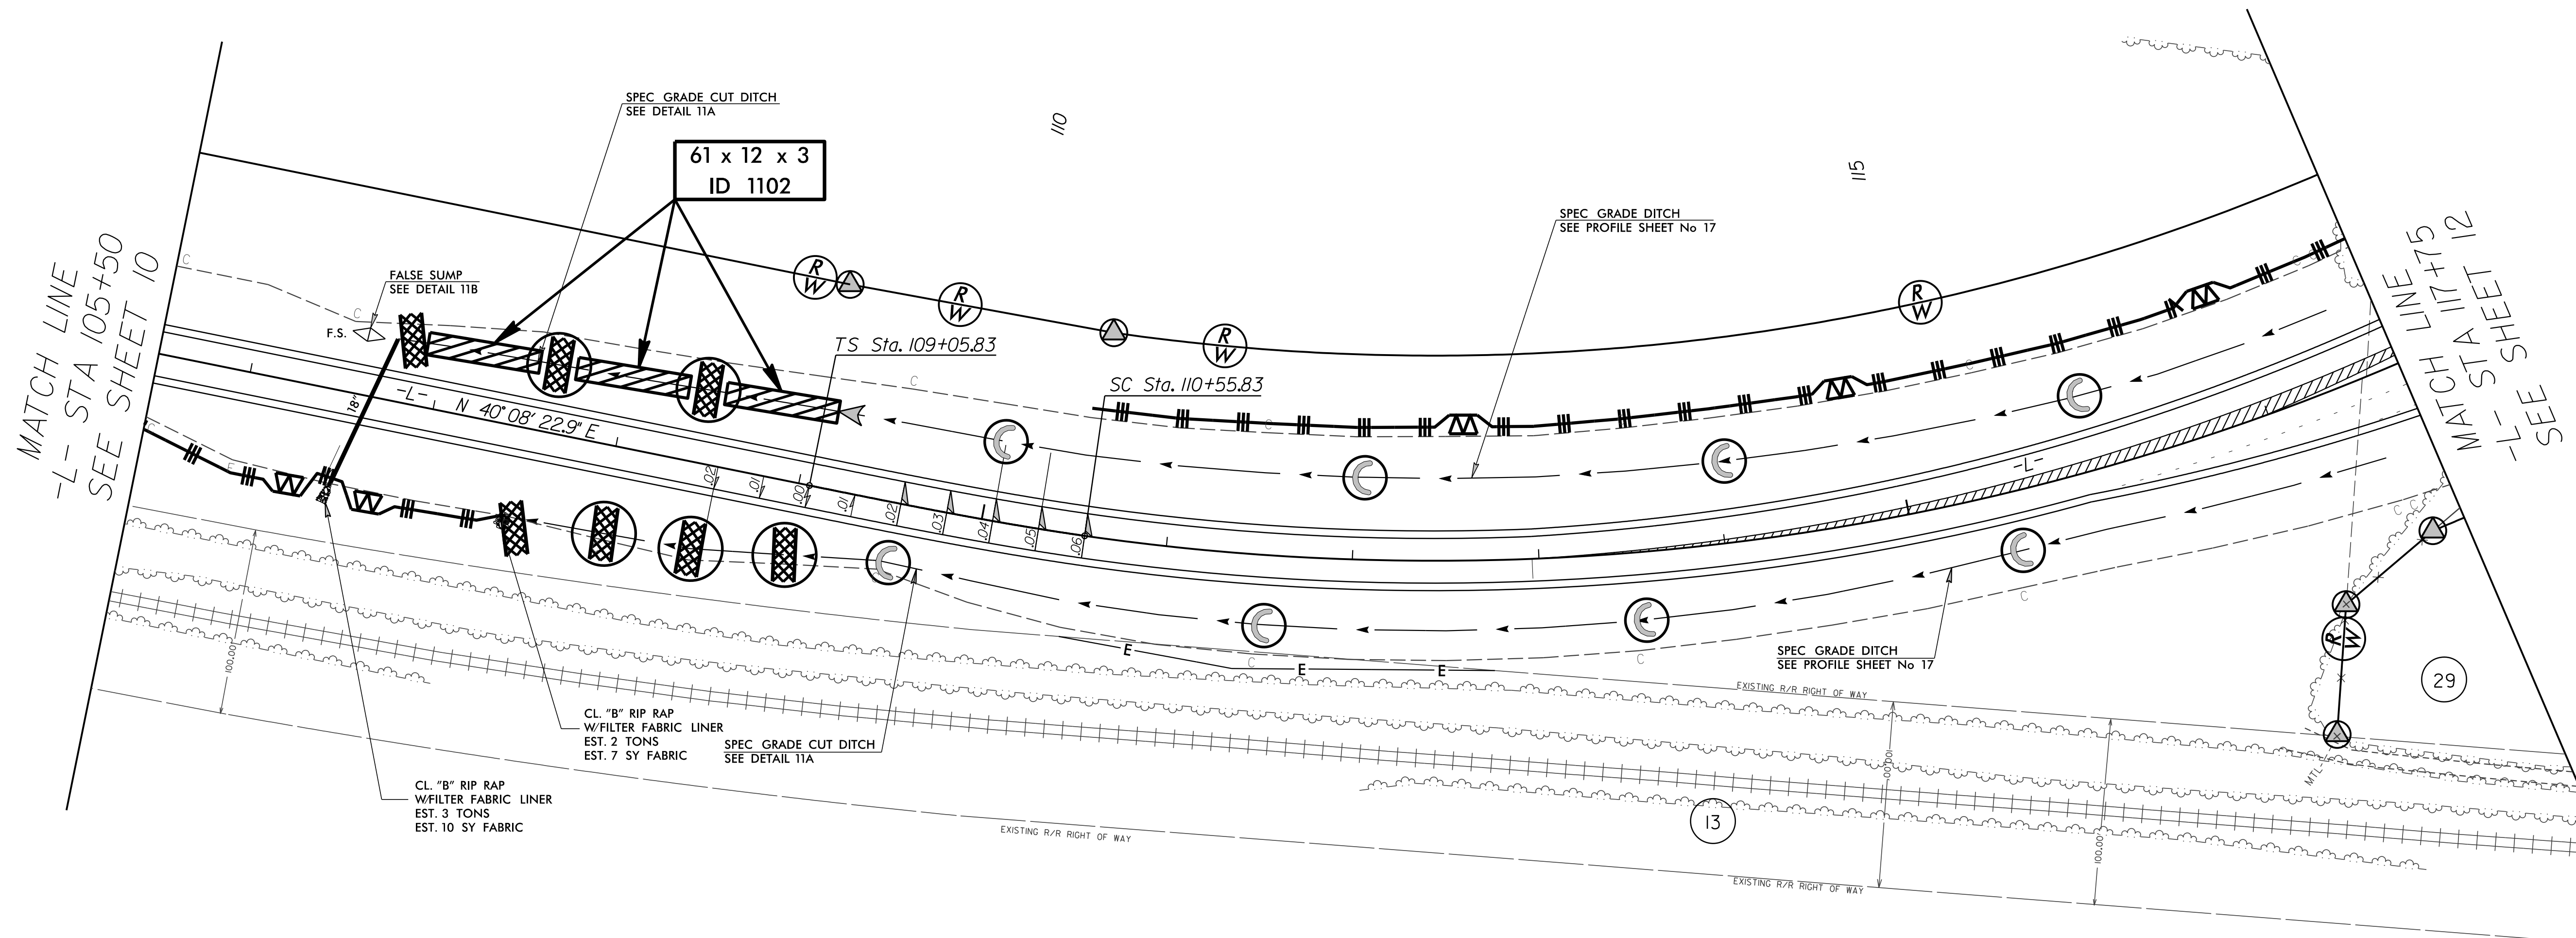 MATCH LINE
-L- STA 105+50
SEE SHEET 10
SPEC GRADE CUT DITCH
SEE DETAIL 11A
61 x 12 x 3
ID 1102
110
115
FALSE SUMP
SEE DETAIL 11B
F.S.
C
C
18"
-L-
N 40° 08' 22.9" E
R
W
R
W
R
W
R
W
TS Sta. 109+05.83
SC Sta. 110+55.83
SPEC GRADE DITCH
SEE PROFILE SHEET No 17
C
C
C
C
.02
.01
.00
.01
.02
.03
.04
.05
.06
-L-
MATCH LINE
-L- STA 117+75
SEE SHEET 12
C
E
100.00'
CL. "B" RIP RAP
W/FILTER FABRIC LINER
EST. 2 TONS
EST. 7 SY FABRIC
SPEC GRADE CUT DITCH
SEE DETAIL 11A
CL. "B" RIP RAP
W/FILTER FABRIC LINER
EST. 3 TONS
EST. 10 SY FABRIC
E
E
E
C
C
C
C
SPEC GRADE DITCH
SEE PROFILE SHEET No 17
EXISTING R/R RIGHT OF WAY
R
W
29
MTL
13
100.00'
100.00'
EXISTING R/R RIGHT OF WAY
EXISTING R/R RIGHT OF WAY